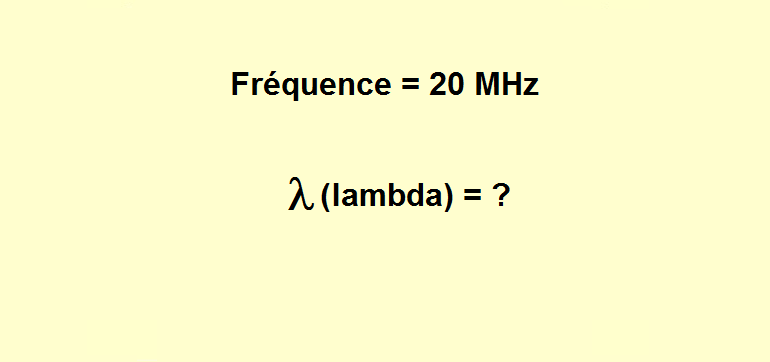 Fréquence = 20 MHz
λ (lambda) = ?